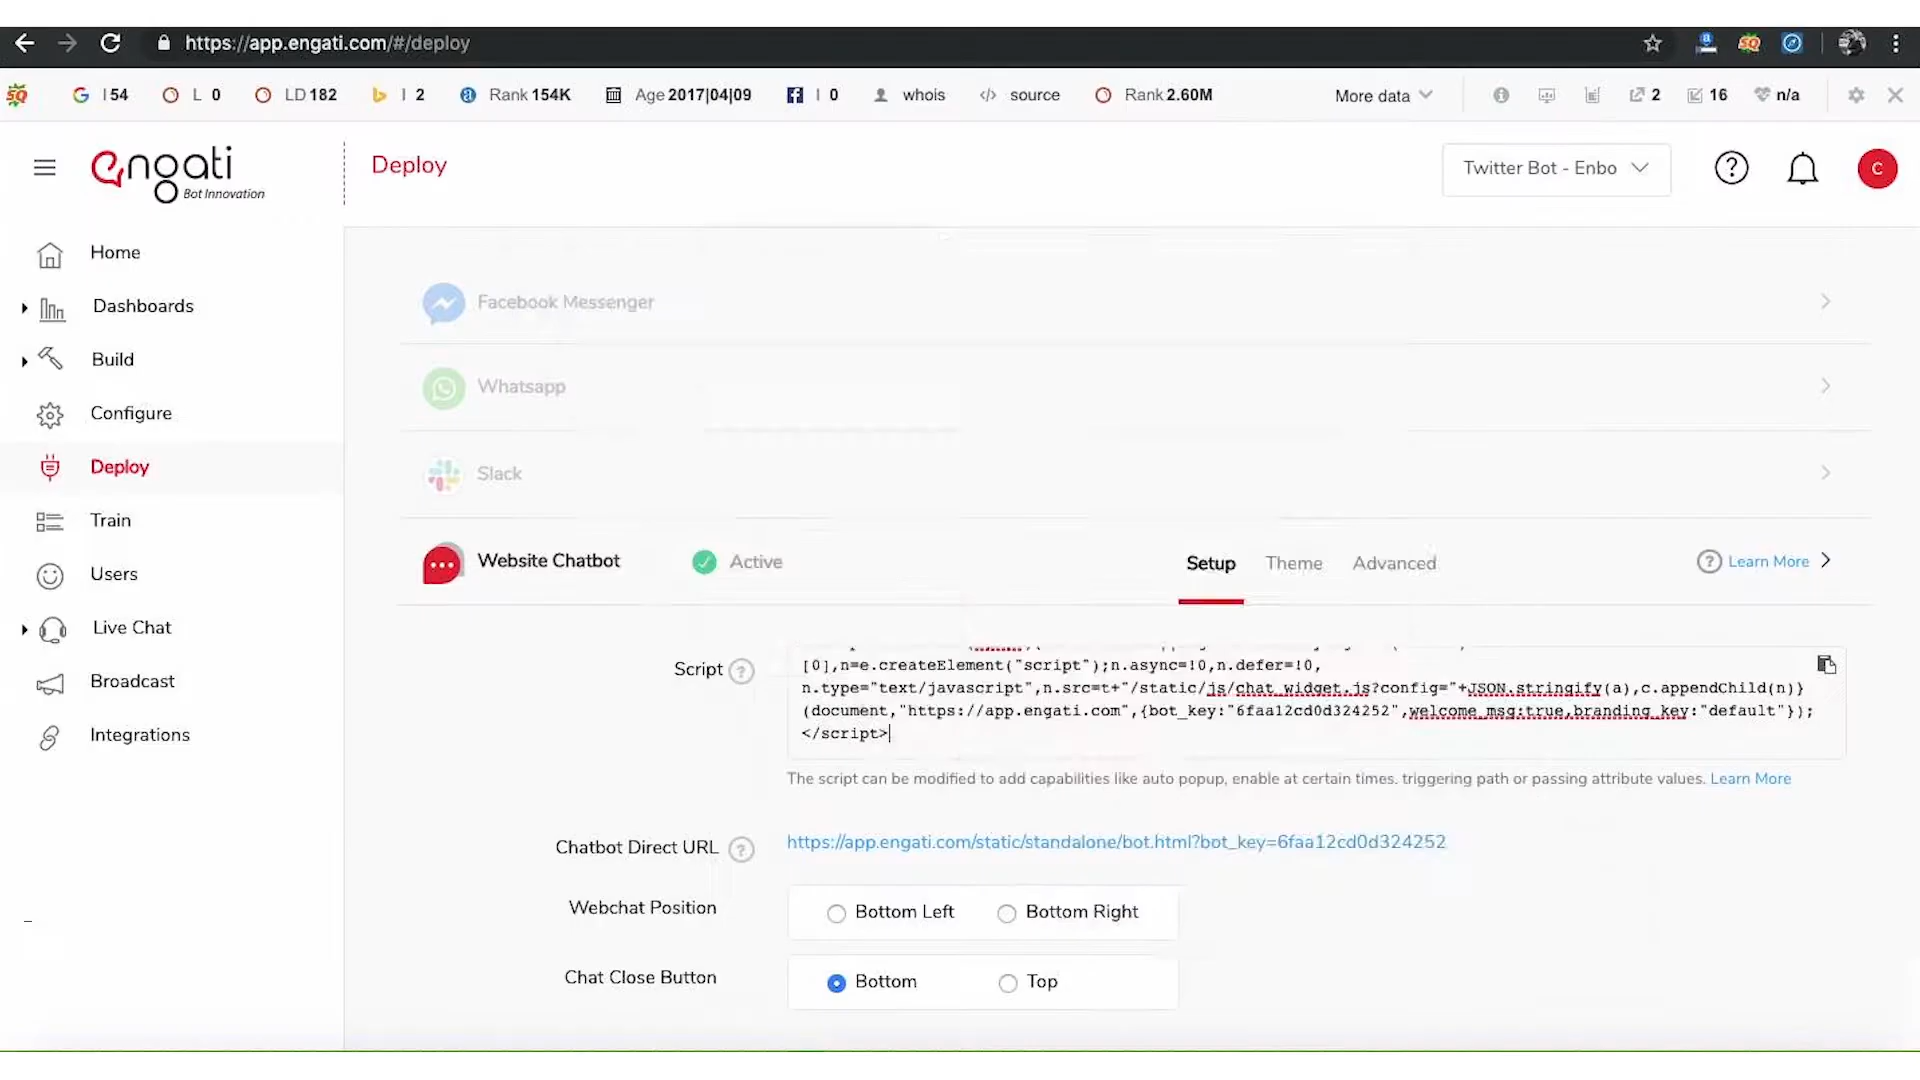 https://app.engati.com/#/deploy
I 54 L 0 LD 182 I 2 Rank 154K Age 2017|04|09 I 0 whois </> source Rank 2.60M More data 2 16 n/a
engati
Bot Innovation
Deploy
Twitter Bot - Enbo
C
Home
Dashboards
Build
Configure
Deploy
Train
Users
Live Chat
Broadcast
Integrations
Facebook Messenger
Whatsapp
Slack
Website Chatbot Active Setup Theme Advanced Learn More
Script
[0],n=e.createElement("script");n.async=!0,n.defer=!0,
n.type="text/javascript",n.src=t+"/static/js/chat_widget.js?config="+JSON.stringify(a),c.appendChild(n)}
(document,"https://app.engati.com",{bot_key:"6faa12cd0d324252",welcome_msg:true,branding_key:"default"});
</script>
The script can be modified to add capabilities like auto popup, enable at certain times. triggering path or passing attribute values. Learn More
Chatbot Direct URL https://app.engati.com/static/standalone/bot.html?bot_key=6faa12cd0d324252
Webchat Position Bottom Left Bottom Right
Chat Close Button Bottom Top